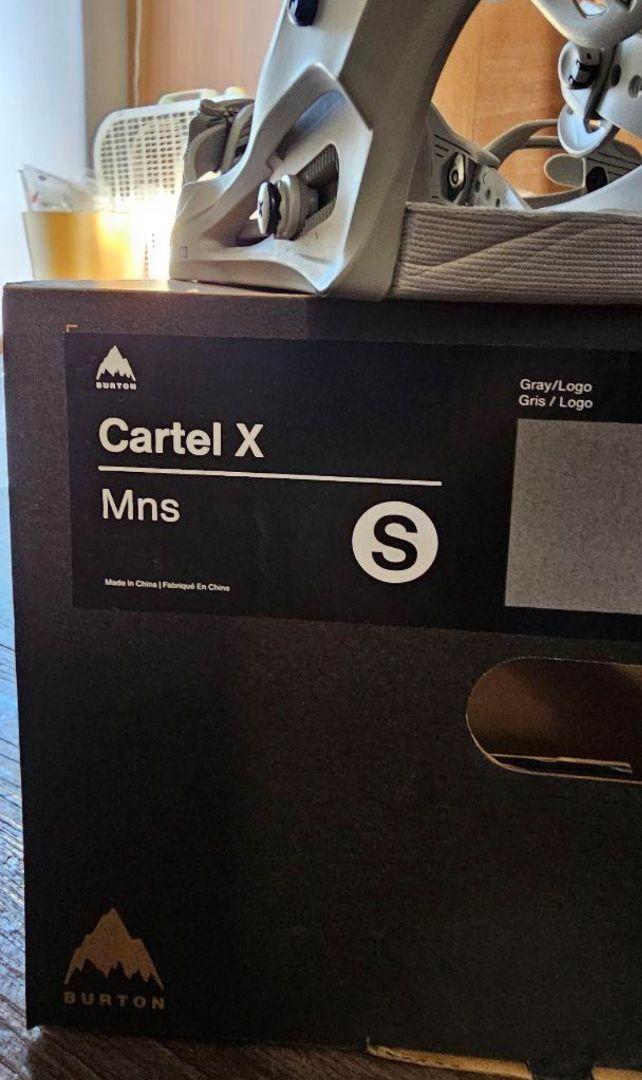 BURTON
Gray/Logo
Gris / Logo
Cartel X
Mns
S
Made in China | Fabriqué En Chine
BURTON